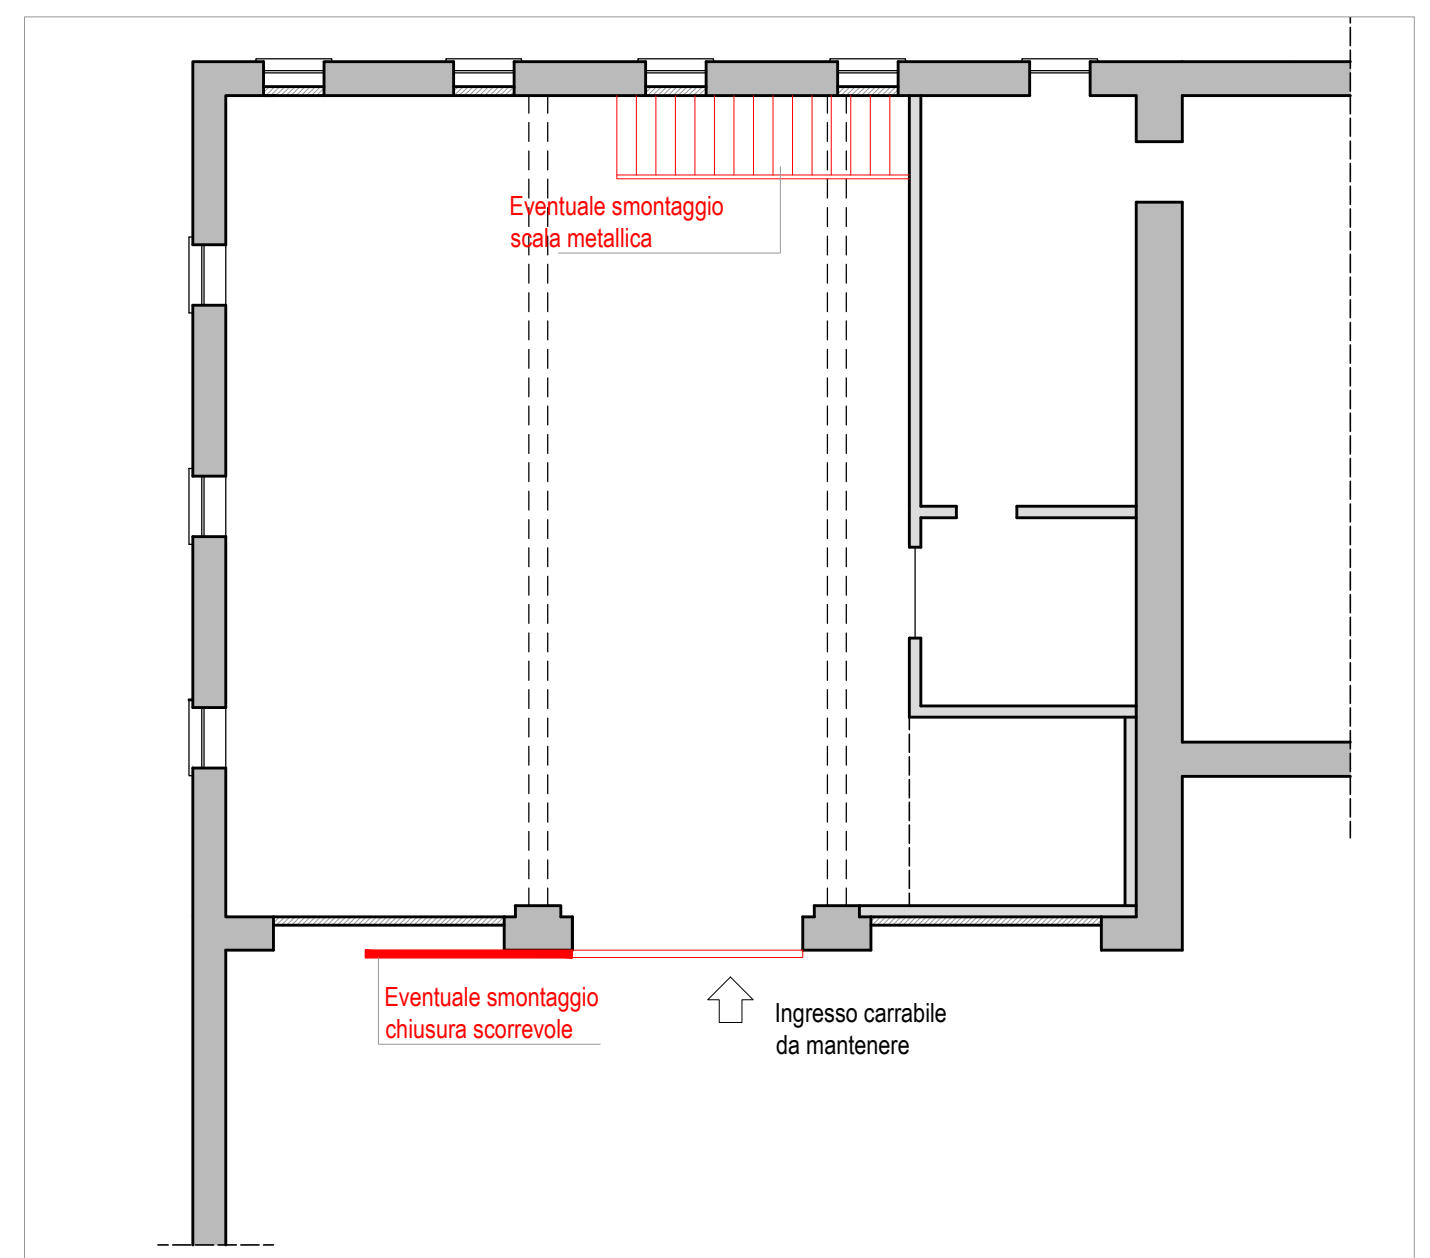 Eventuale smontaggio
scala metallica
Eventuale smontaggio
chiusura scorrevole
Ingresso carrabile
da mantenere